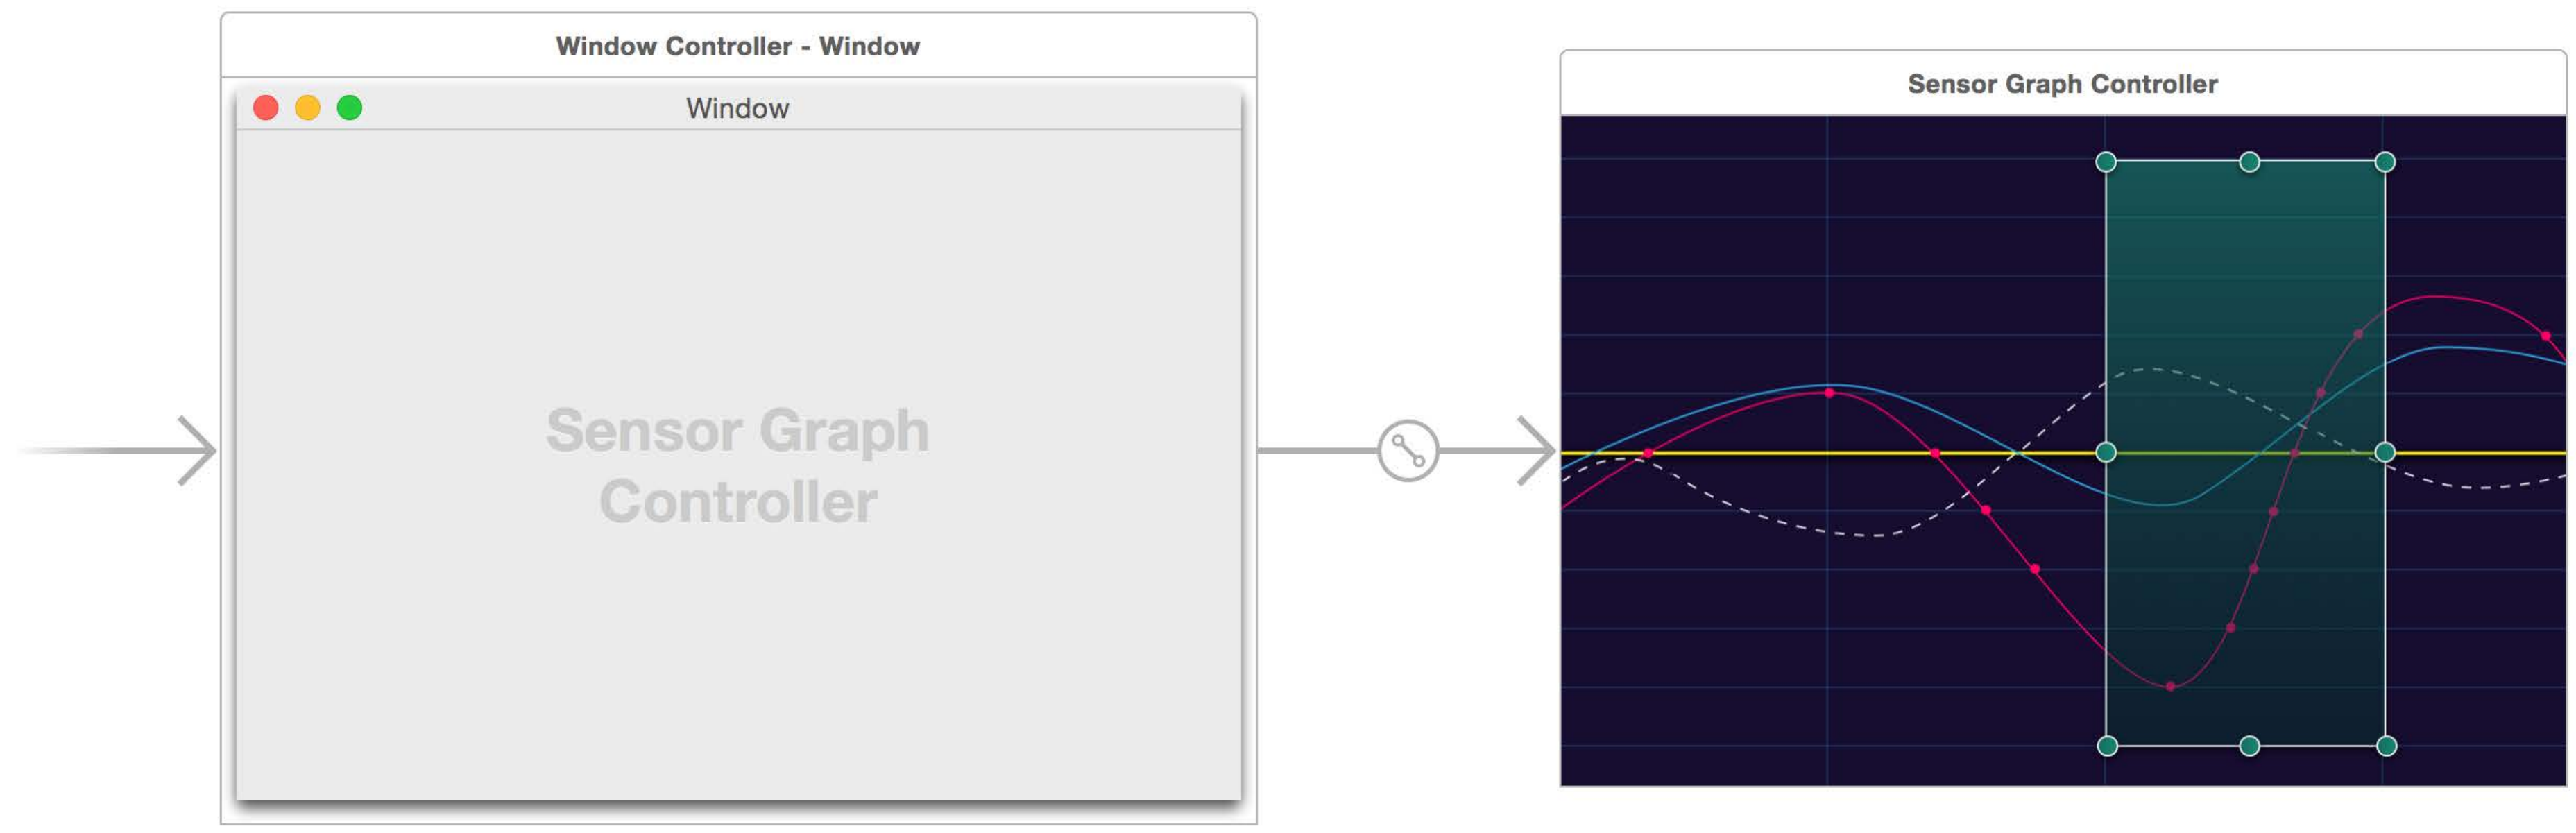 Window Controller - Window
Window
Sensor Graph
Controller
Sensor Graph Controller